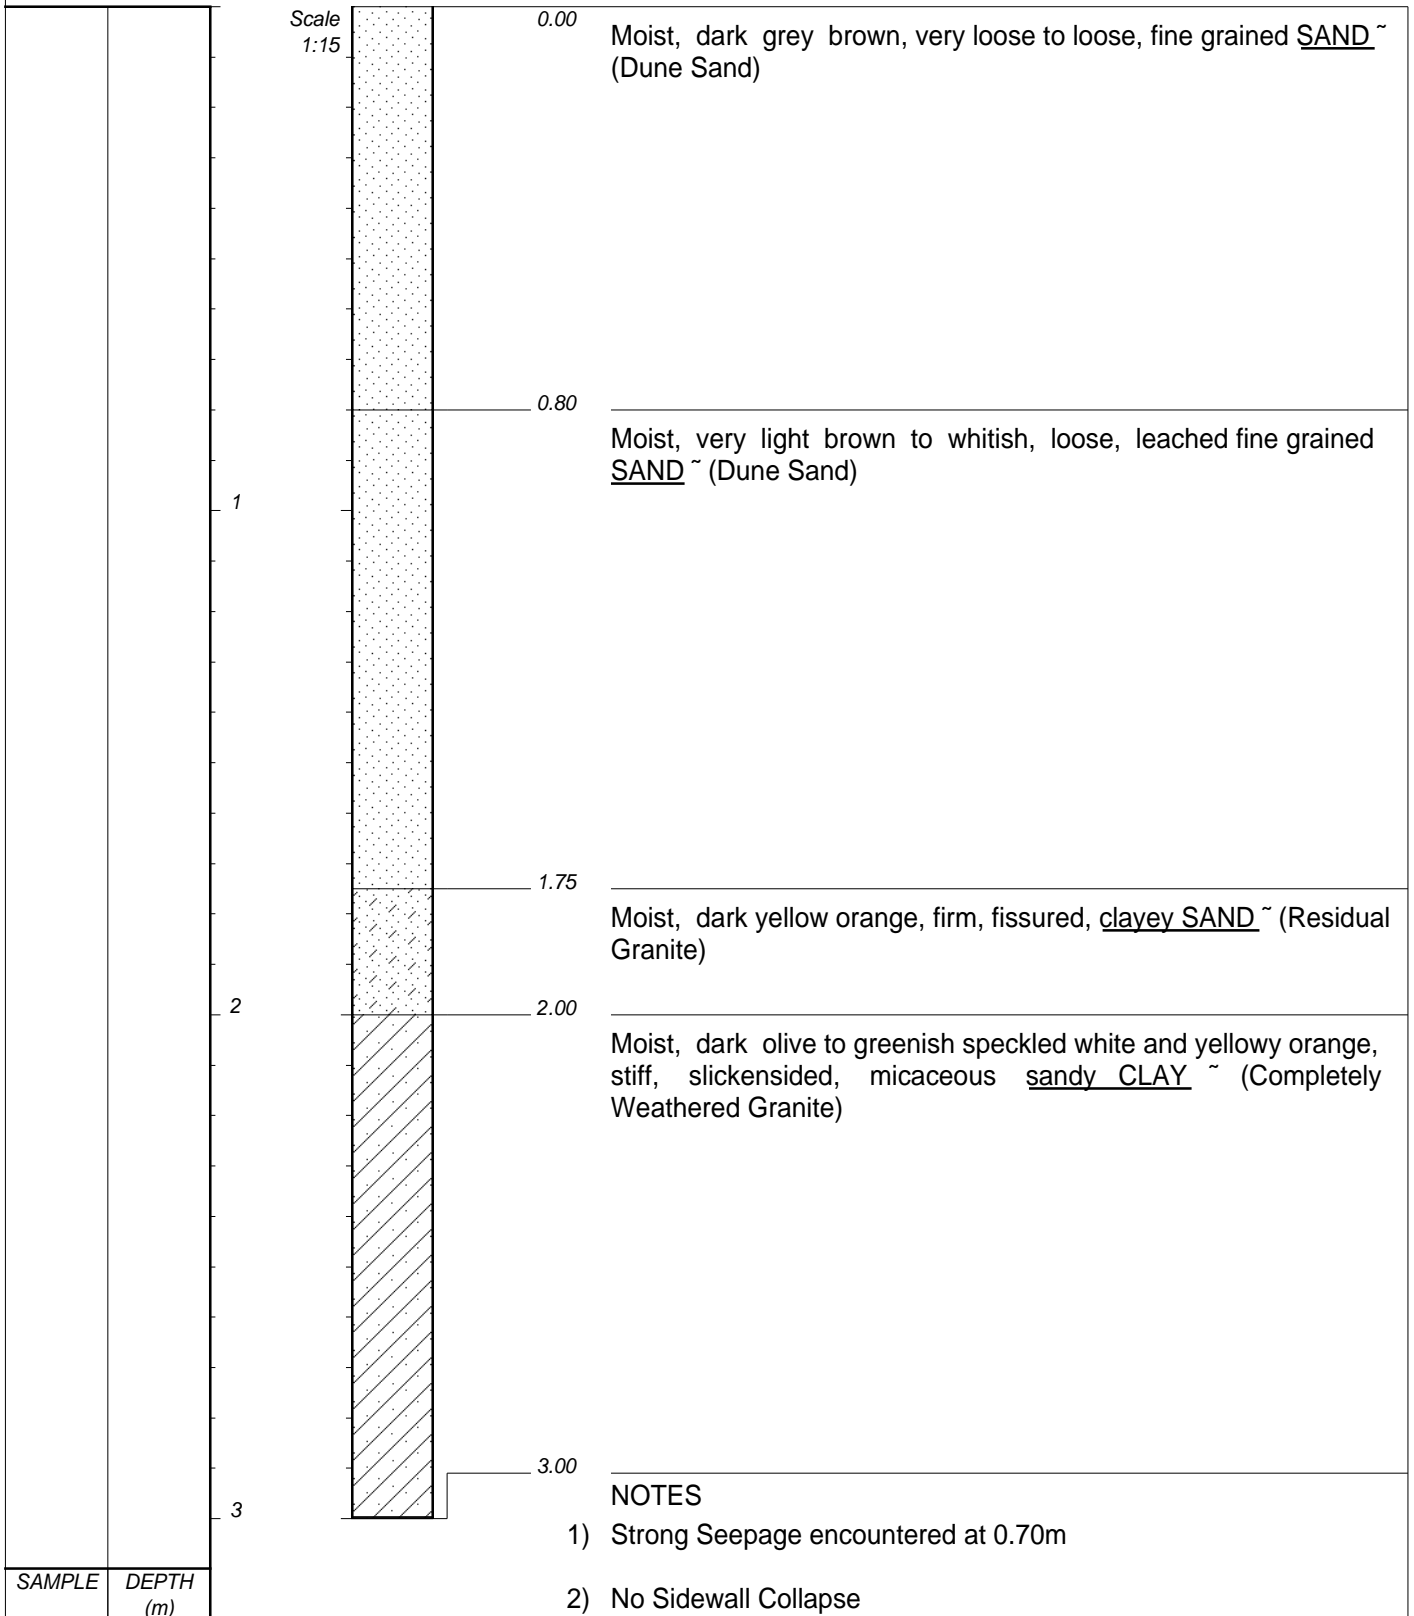 Scale
1:15
0.00
Moist, dark grey brown, very loose to loose, fine grained SAND ˜
(Dune Sand)
0.80
Moist, very light brown to whitish, loose, leached fine grained
SAND ˜ (Dune Sand)
1
1.75
Moist, dark yellow orange, firm, fissured, clayey SAND ˜ (Residual
Granite)
2
2.00
Moist, dark olive to greenish speckled white and yellowy orange,
stiff, slickensided, micaceous sandy CLAY ˜ (Completely
Weathered Granite)
3.00
NOTES
3
1) Strong Seepage encountered at 0.70m
2) No Sidewall Collapse
SAMPLE DEPTH
(m)